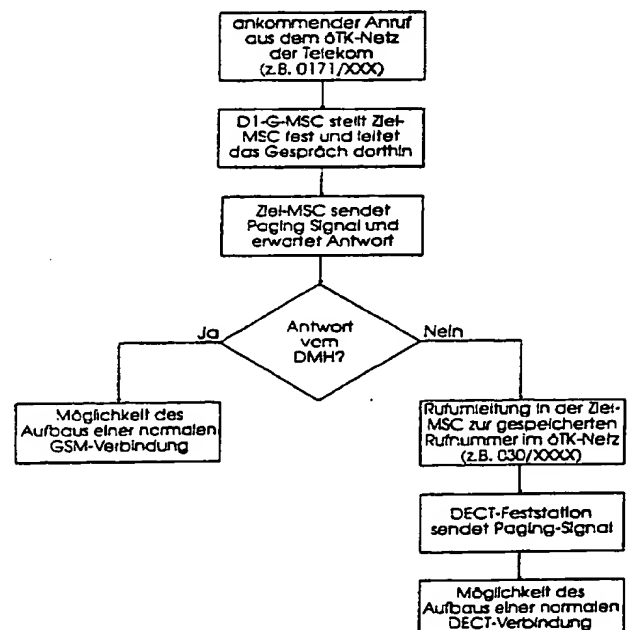 ankommender Anruf
aus dem öTK-Netz
der Telekom
(z.B. 0171/XXX)
D1-G-MSC stellt Ziel-
MSC fest und leitet
das Gespräch dorthin
Ziel-MSC sendet
Paging Signal und
erwartet Antwort
Antwort
vom
DMH?
Ja
Nein
Möglichkeit des
Aufbaus einer normalen
GSM-Verbindung
Rufumleitung in der Ziel-
MSC zur gespeicherten
Rufnummer im öTK-Netz
(z.B. 030/XXXX)
DECT-Feststation
sendet Paging-Signal
Möglichkeit des
Aufbaus einer normalen
DECT-Verbindung